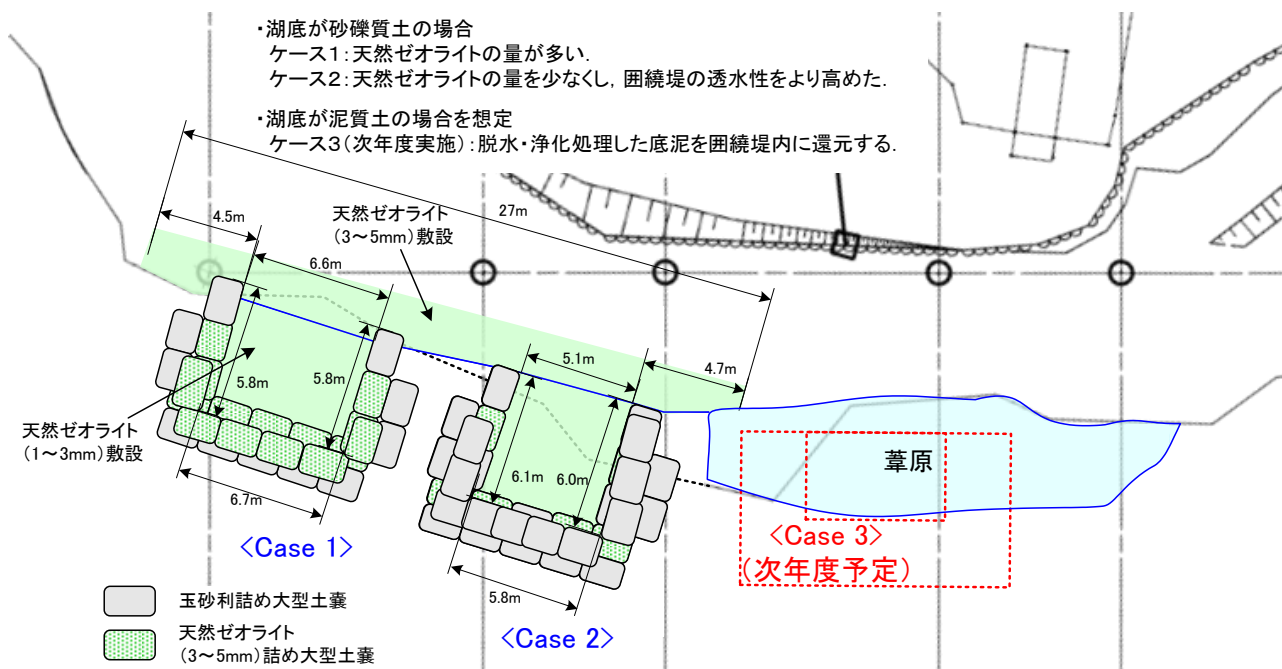 ・湖底が砂礫質土の場合
ケース1：天然ゼオライトの量が多い.
ケース2：天然ゼオライトの量を少なくし, 囲繞堤の透水性をより高めた.
・湖底が泥質土の場合を想定
ケース3(次年度実施)：脱水・浄化処理した底泥を囲繞堤内に還元する.
27m
4.5m
天然ゼオライト
(3～5mm)敷設
6.6m
5.1m
4.7m
5.8m
5.8m
天然ゼオライト
(1～3mm)敷設
葦原
6.1m
6.0m
6.7m
<Case 1>
<Case 3>
(次年度予定)
5.8m
<Case 2>
玉砂利詰め大型土嚢
天然ゼオライト
(3～5mm)詰め大型土嚢